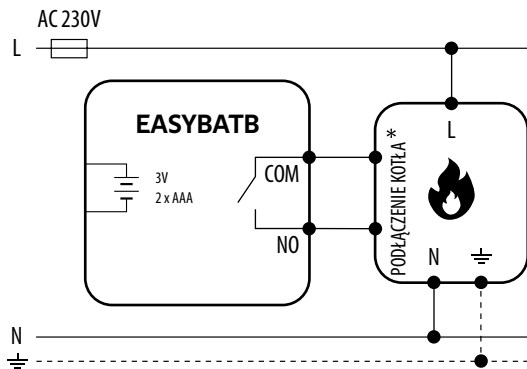 AC 230V
L
EASYBATB
3V
2 x AAA
COM
NO
PODŁĄCZENIE KOTŁA *
L
N
N